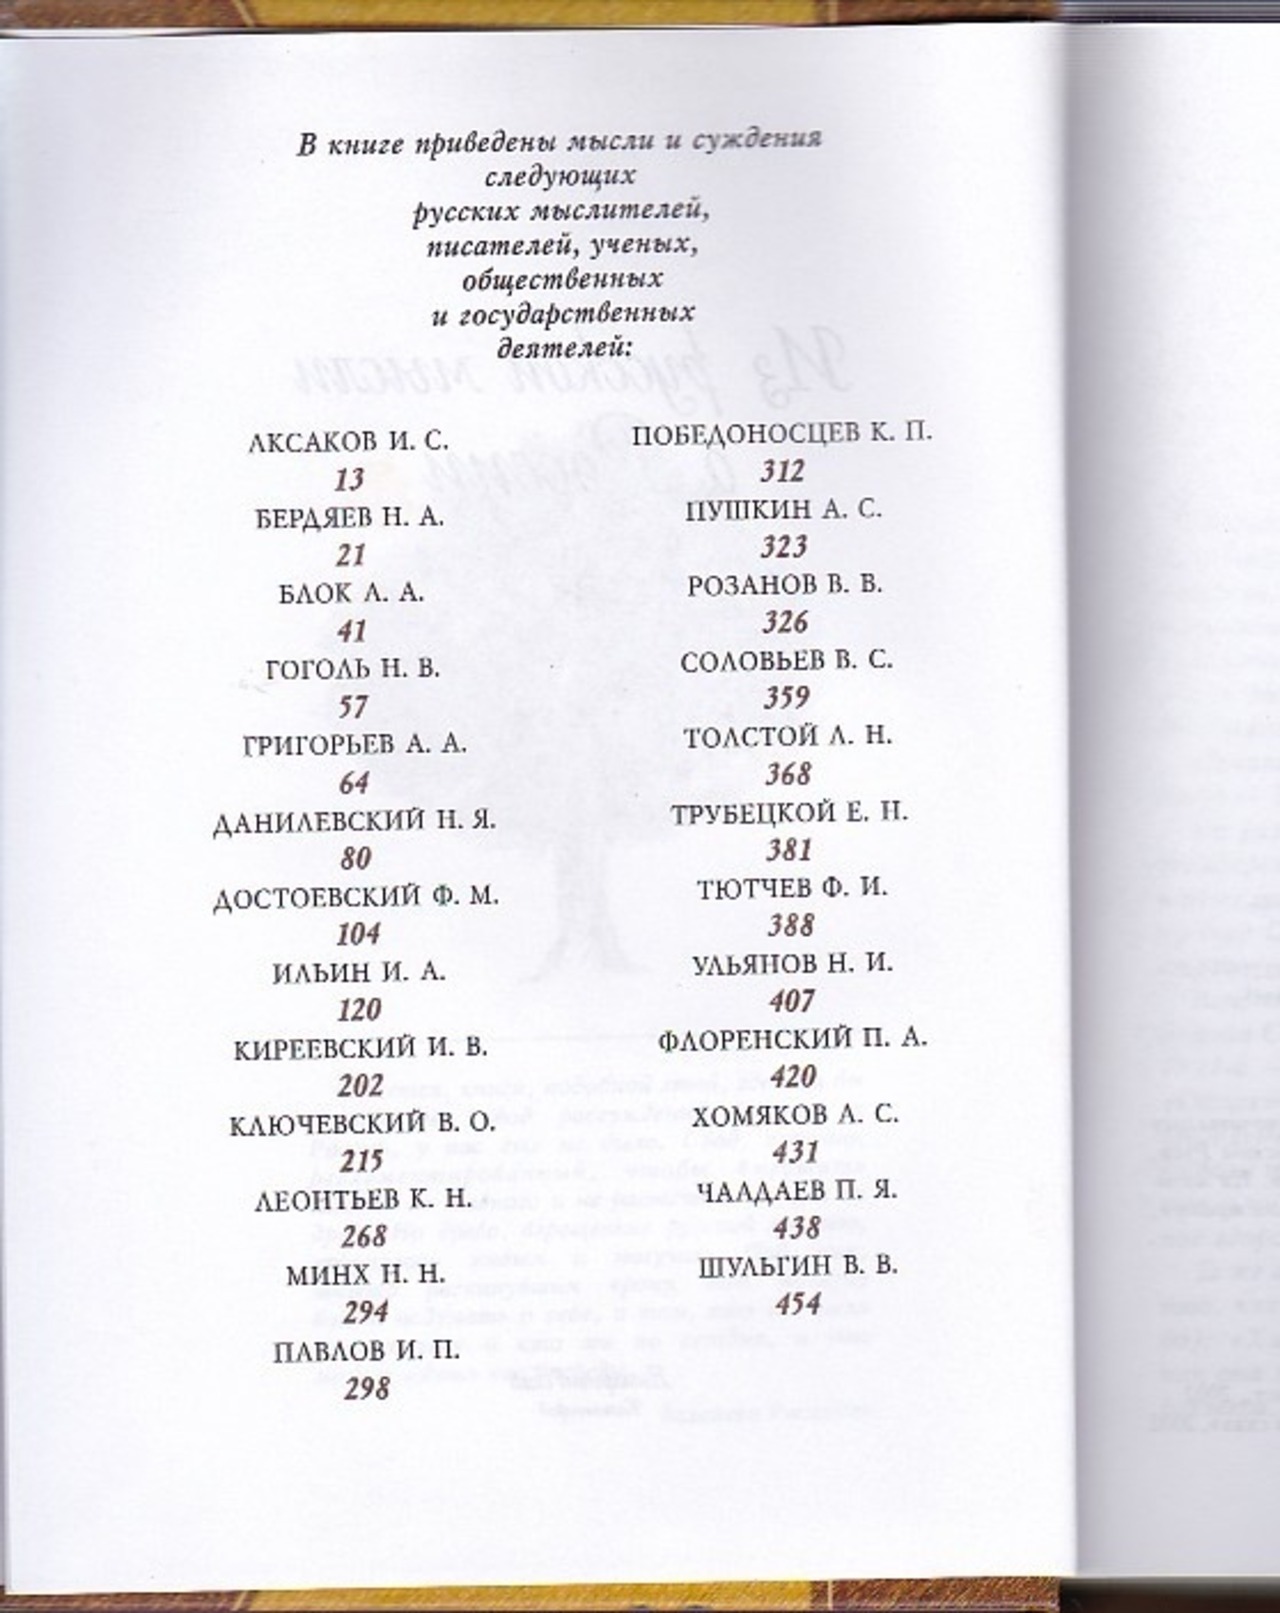 В книге приведены мысли и суждения
следующих
русских мыслителей,
писателей, ученых,
общественных
и государственных
деятелей:
АКСАКОВ И. С.
13
БЕРДЯЕВ Н. А.
21
БЛОК А. А.
41
ГОГОЛЬ Н. В.
57
ГРИГОРЬЕВ А. А.
64
ДАНИЛЕВСКИЙ Н. Я.
80
ДОСТОЕВСКИЙ Ф. М.
104
ИЛЬИН И. А.
120
КИРЕЕВСКИЙ И. В.
202
КЛЮЧЕВСКИЙ В. О.
215
ЛЕОНТЬЕВ К. Н.
268
МИНХ Н. Н.
294
ПАВЛОВ И. П.
298
ПОБЕДОНОСЦЕВ К. П.
312
ПУШКИН А. С.
323
РОЗАНОВ В. В.
326
СОЛОВЬЕВ В. С.
359
ТОЛСТОЙ Л. Н.
368
ТРУБЕЦКОЙ Е. Н.
381
ТЮТЧЕВ Ф. И.
388
УЛЬЯНОВ Н. И.
407
ФЛОРЕНСКИЙ П. А.
420
ХОМЯКОВ А. С.
431
ЧААДАЕВ П. Я.
438
ШУЛЬГИН В. В.
454